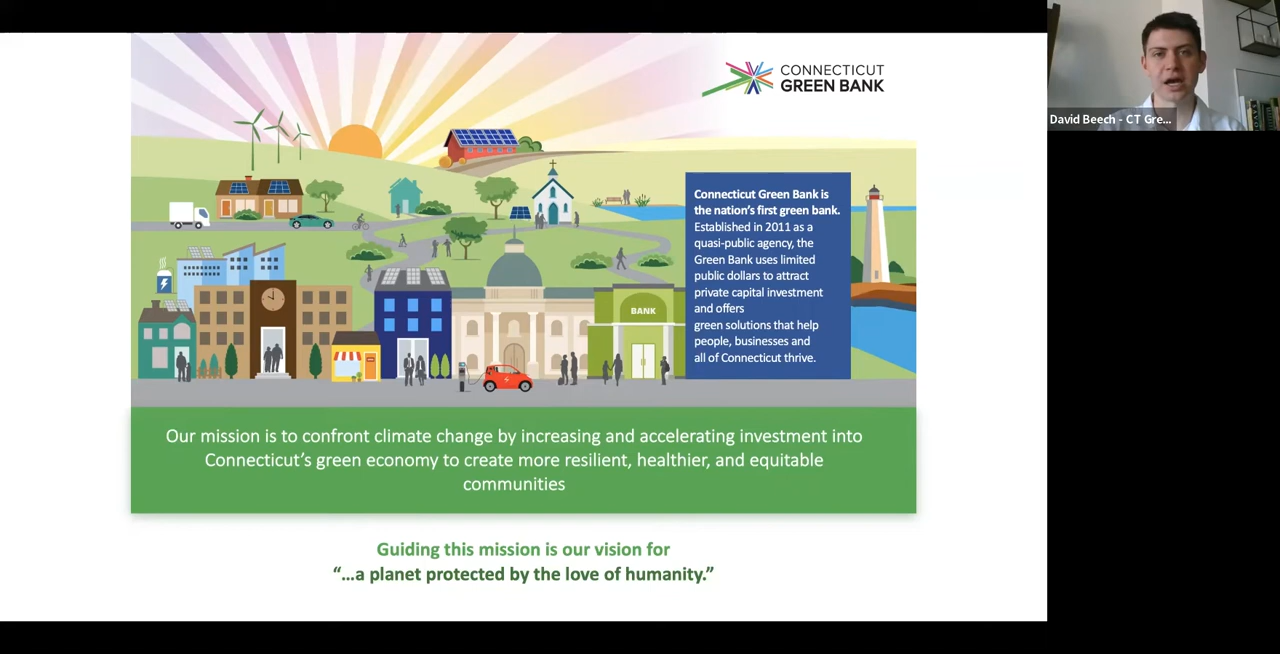 CONNECTICUT
GREEN BANK
David Beech - CT Gre...
Connecticut Green Bank is
the nation's first green bank.
Established in 2011 as a
quasi-public agency, the
Green Bank uses limited
public dollars to attract
private capital investment
and offers
green solutions that help
people, businesses and
all of Connecticut thrive.
BANK
Our mission is to confront climate change by increasing and accelerating investment into
Connecticut's green economy to create more resilient, healthier, and equitable
communities
Guiding this mission is our vision for
“...a planet protected by the love of humanity.”